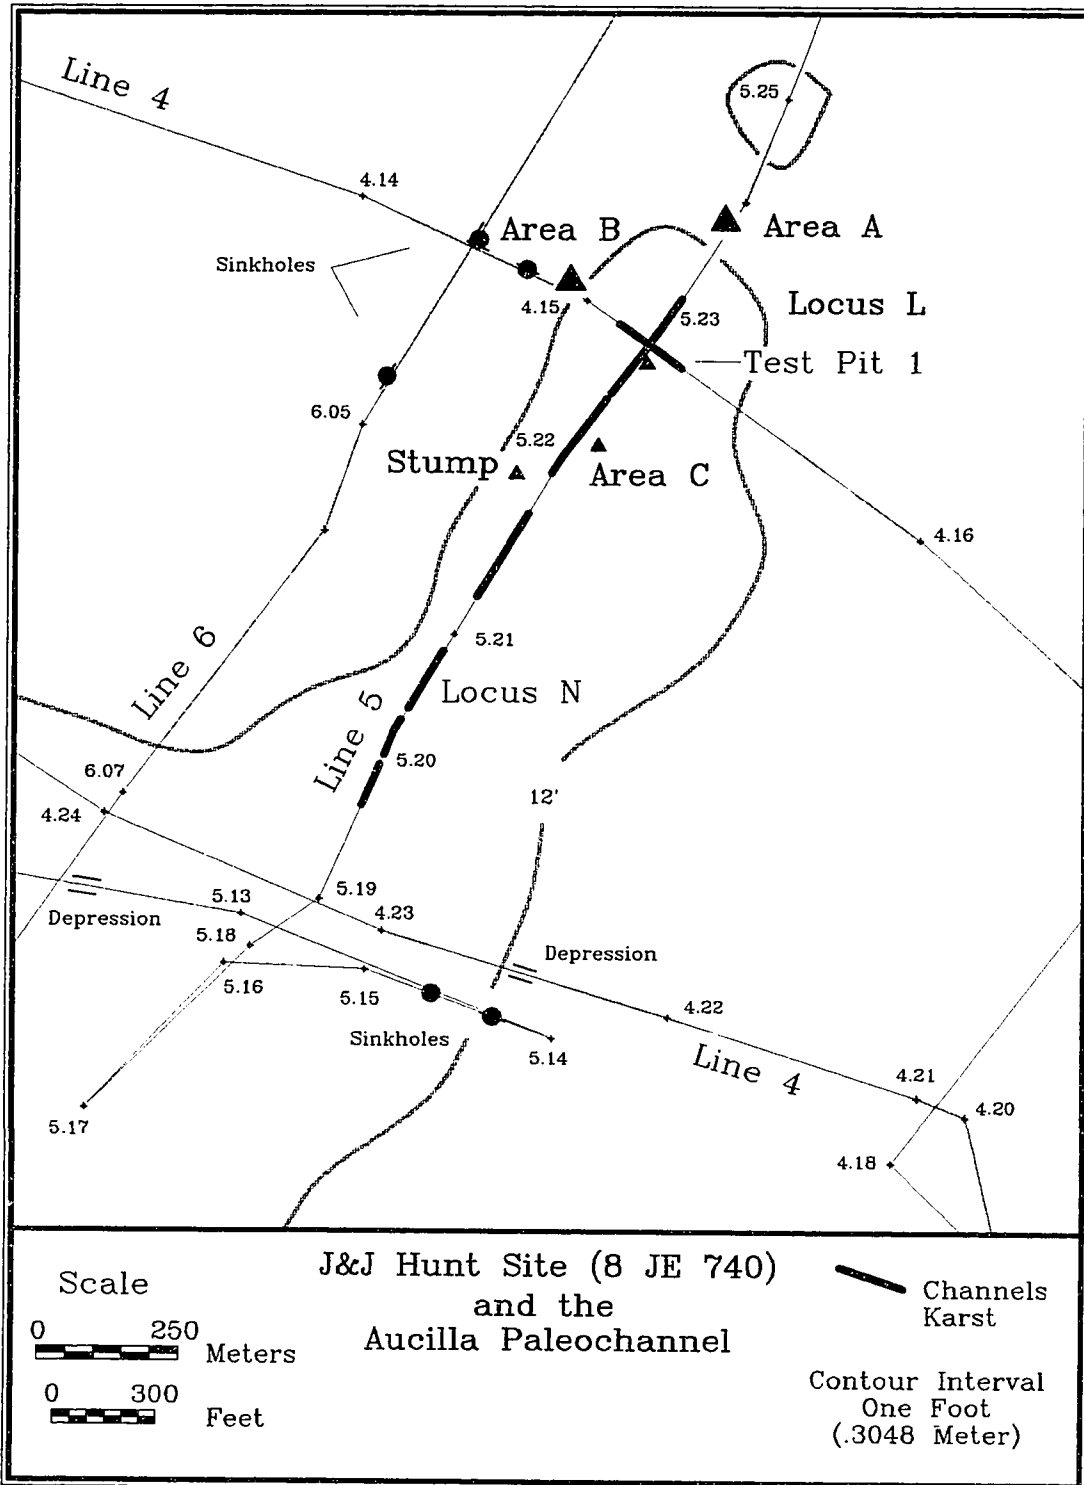 Line 4
5.25
4.14
Area B
Area A
Sinkholes
4.15
5.23
Locus L
Test Pit 1
6.05
5.22
Stump
Area C
4.16
Line 6
5.21
Locus N
Line 5
5.20
6.07
12'
4.24
5.13
5.19
Depression
4.23
5.18
Depression
5.16
5.15
4.22
Sinkholes
5.14
Line 4
4.21
4.20
5.17
4.18
J&J Hunt Site (8 JE 740)
and the
Aucilla Paleochannel
Scale
0 250
Meters
0 300
Feet
Channels
Karst
Contour Interval
One Foot
(.3048 Meter)